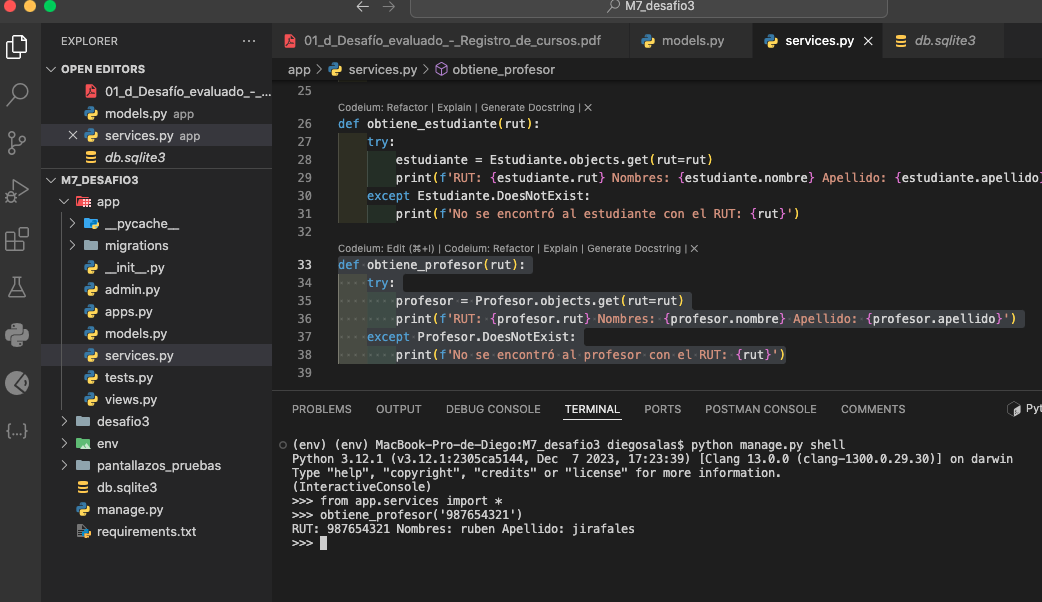 M7_desafio3
EXPLORER
OPEN EDITORS
01_d_Desafío_evaluado_-_...
models.py app
services.py app
db.sqlite3
M7_DESAFIO3
app
__pycache__
migrations
__init__.py
admin.py
apps.py
models.py
services.py
tests.py
views.py
desafio3
env
pantallazos_pruebas
db.sqlite3
manage.py
requirements.txt
01_d_Desafío_evaluado_-_Registro_de_cursos.pdf
models.py
services.py
db.sqlite3
app > services.py > obtiene_profesor
25
Codeium: Refactor | Explain | Generate Docstring | ×
26 def obtiene_estudiante(rut):
27 try:
28 estudiante = Estudiante.objects.get(rut=rut)
29 print(f'RUT: {estudiante.rut} Nombres: {estudiante.nombre} Apellido: {estudiante.apellido
30 except Estudiante.DoesNotExist:
31 print(f'No se encontró al estudiante con el RUT: {rut}')
32
Codeium: Edit (⌘+I) | Codeium: Refactor | Explain | Generate Docstring | ×
33 def obtiene_profesor(rut):
34 try:
35 profesor = Profesor.objects.get(rut=rut)
36 print(f'RUT: {profesor.rut} Nombres: {profesor.nombre} Apellido: {profesor.apellido}')
37 except Profesor.DoesNotExist:
38 print(f'No se encontró al profesor con el RUT: {rut}')
39
PROBLEMS OUTPUT DEBUG CONSOLE TERMINAL PORTS POSTMAN CONSOLE COMMENTS Pyt
(env) (env) MacBook-Pro-de-Diego:M7_desafio3 diegosalas$ python manage.py shell
Python 3.12.1 (v3.12.1:2305ca5144, Dec  7 2023, 17:23:39) [Clang 13.0.0 (clang-1300.0.29.30)] on darwin
Type "help", "copyright", "credits" or "license" for more information.
(InteractiveConsole)
>>> from app.services import *
>>> obtiene_profesor('987654321')
RUT: 987654321 Nombres: ruben Apellido: jirafales
>>>